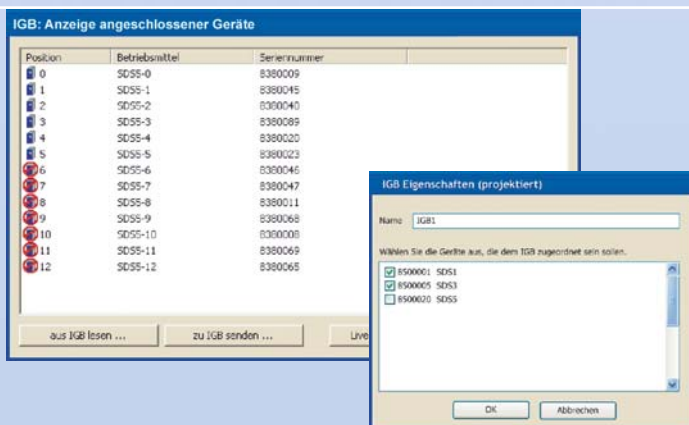 IGB: Anzeige angeschlossener Geräte
Position Betriebsmittel Seriennummer
0 SDS5-0 8380009
1 SDS5-1 8380045
2 SDS5-2 8380040
3 SDS5-3 8380089
4 SDS5-4 8380020
5 SDS5-5 8380023
6 SDS5-6 8380046
7 SDS5-7 8380047
8 SDS5-8 8380011
9 SDS5-9 8380068
10 SDS5-10 8380008
11 SDS5-11 8380069
12 SDS5-12 8380065
aus IGB lesen ... zu IGB senden ... Live
IGB Eigenschaften (projektiert)
Name IGB1
Wählen Sie die Geräte aus, die dem IGB zugeordnet sein sollen.
8500001 SDS1
8500005 SDS3
8500020 SDS5
OK Abbrechen